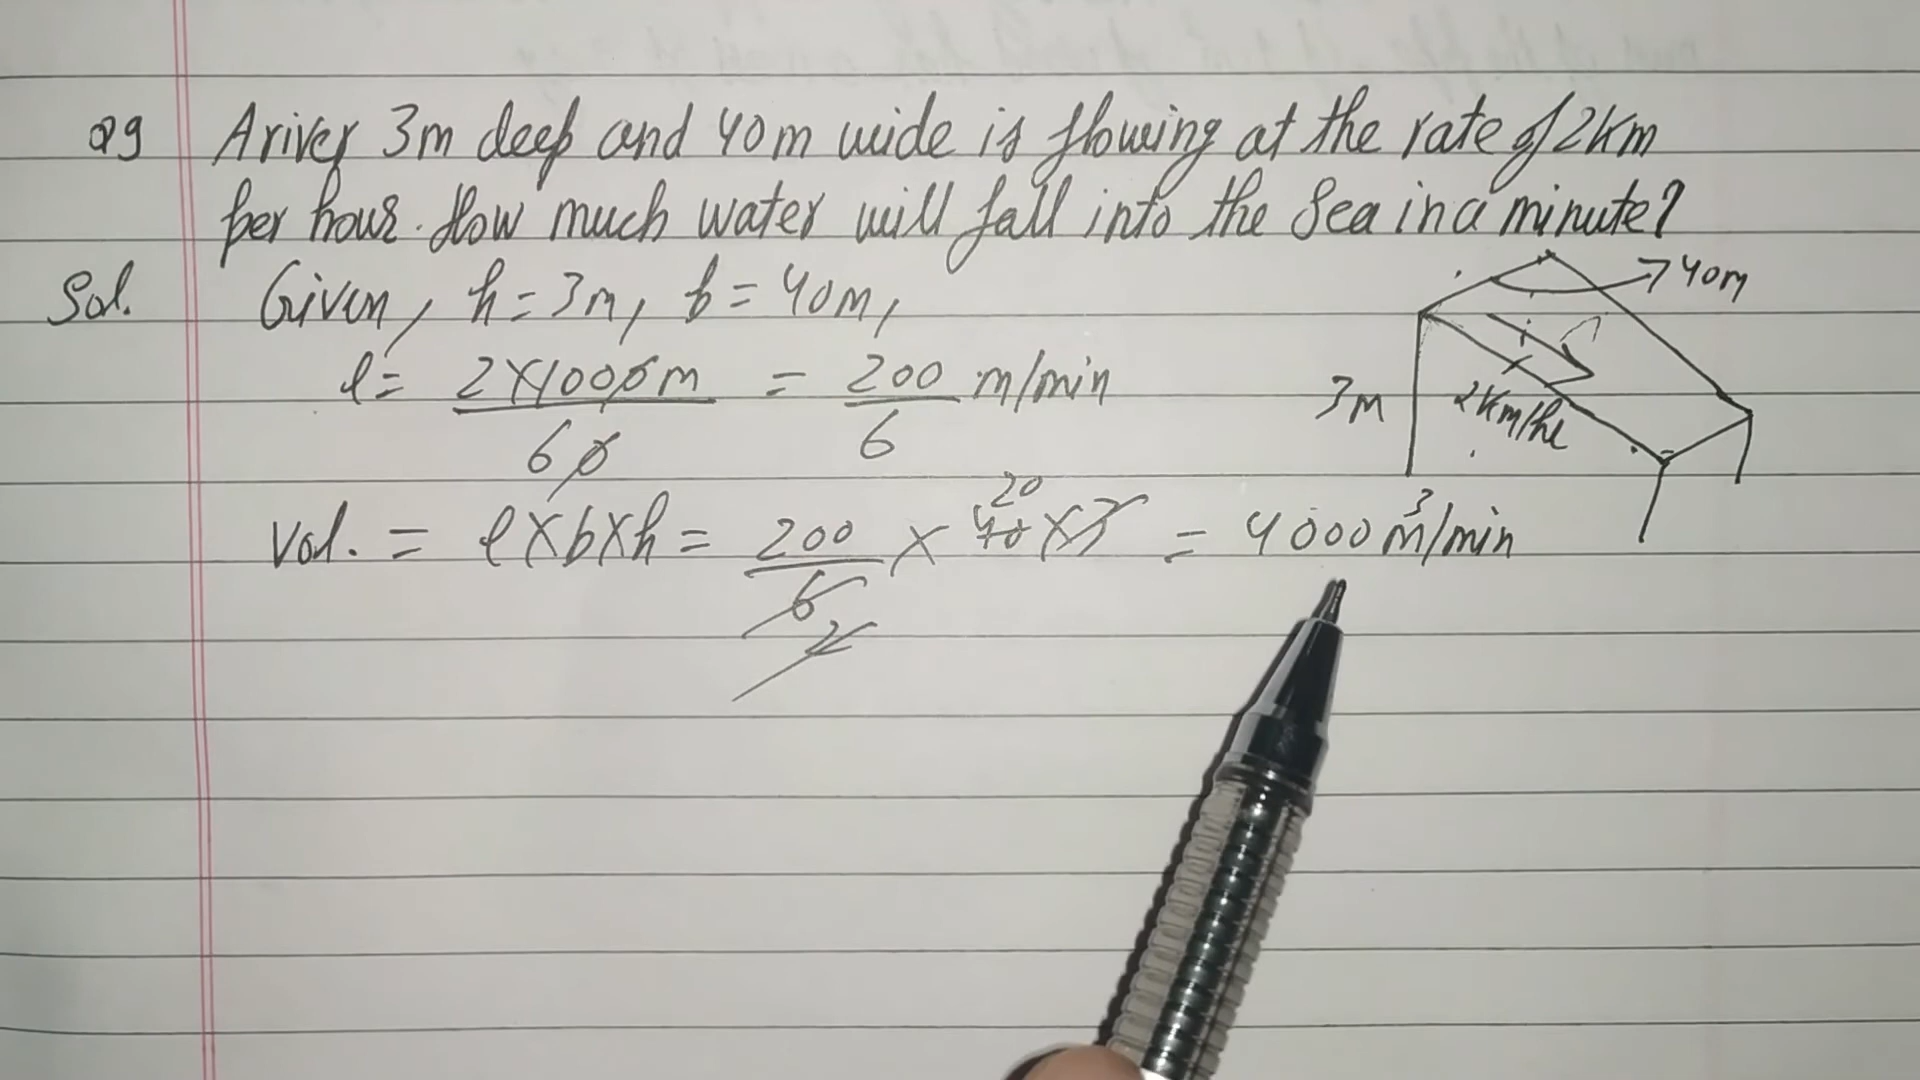 Q9 A river 3m deep and 40m wide is flowing at the rate of 2km
per hour. How much water will fall into the Sea in a minute?
Sol. Given, h = 3m, b = 40m,
l = 2×1000m / 60 = 200/6 m/min
Vol. = l×b×h = 200/6 × 40 × 3 = 4000 m³/min
20
2
40m
3m
2km/hr